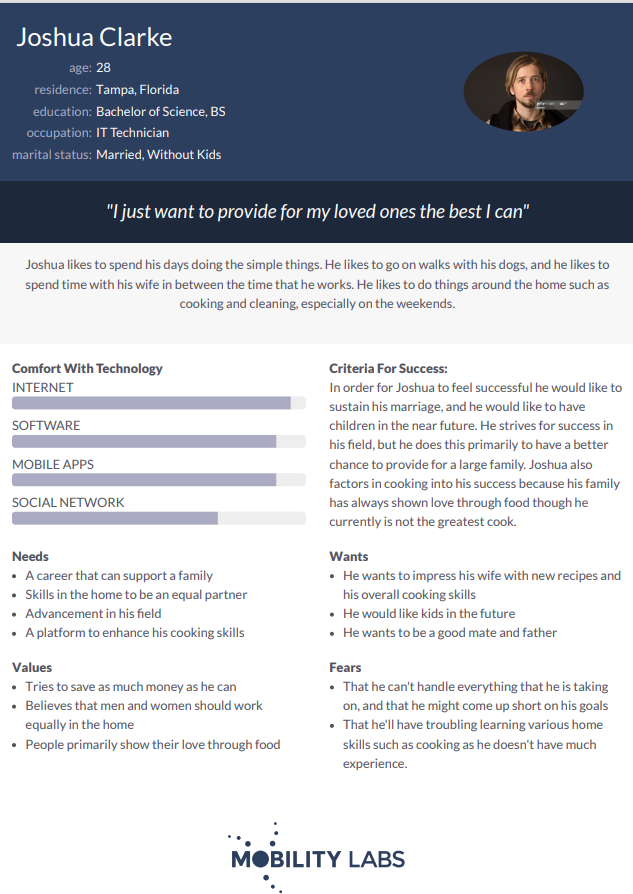 Joshua Clarke
age: 28
residence: Tampa, Florida
education: Bachelor of Science, BS
occupation: IT Technician
marital status: Married, Without Kids
"I just want to provide for my loved ones the best I can"
Joshua likes to spend his days doing the simple things. He likes to go on walks with his dogs, and he likes to
spend time with his wife in between the time that he works. He likes to do things around the home such as
cooking and cleaning, especially on the weekends.
Comfort With Technology
INTERNET
SOFTWARE
MOBILE APPS
SOCIAL NETWORK
Criteria For Success:
In order for Joshua to feel successful he would like to
sustain his marriage, and he would like to have
children in the near future. He strives for success in
his field, but he does this primarily to have a better
chance to provide for a large family. Joshua also
factors in cooking into his success because his family
has always shown love through food though he
currently is not the greatest cook.
Needs
• A career that can support a family
• Skills in the home to be an equal partner
• Advancement in his field
• A platform to enhance his cooking skills
Wants
• He wants to impress his wife with new recipes and
his overall cooking skills
• He would like kids in the future
• He wants to be a good mate and father
Values
• Tries to save as much money as he can
• Believes that men and women should work
equally in the home
• People primarily show their love through food
Fears
• That he can't handle everything that he is taking
on, and that he might come up short on his goals
• That he'll have troubling learning various home
skills such as cooking as he doesn't have much
experience.
MOBILITY LABS